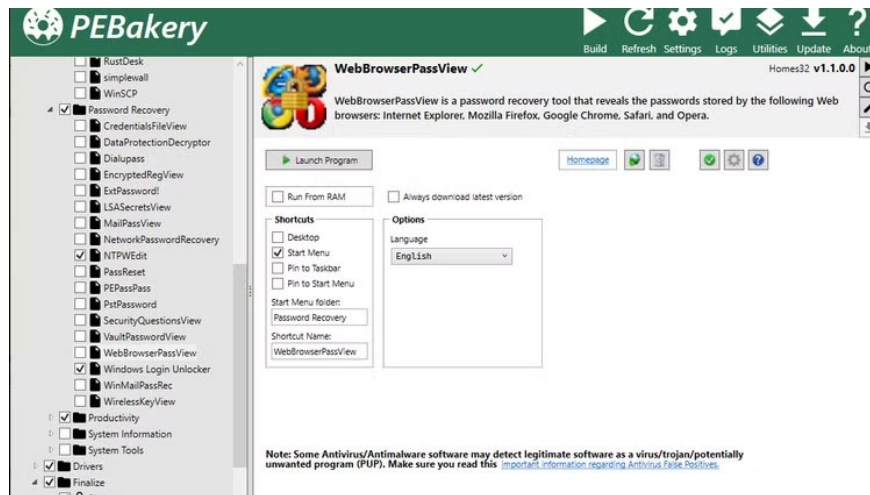 PEBakery
Build Refresh Settings Logs Utilities Update About
RustDesk
simplewall
WinSCP
Password Recovery
CredentialsFileView
DataProtectionDecryptor
Dialupass
EncryptedRegView
ExtPassword!
LSASecretsView
MailPassView
NetworkPasswordRecovery
NTPWEdit
PassReset
PEPassPass
PstPassword
SecurityQuestionsView
VaultPasswordView
WebBrowserPassView
Windows Login Unlocker
WinMailPassRec
WirelessKeyView
Productivity
System Information
System Tools
Drivers
Finalize
WebBrowserPassView
Homes32 v1.1.0.0
WebBrowserPassView is a password recovery tool that reveals the passwords stored by the following Web
browsers: Internet Explorer, Mozilla Firefox, Google Chrome, Safari, and Opera.
Launch Program
Homepage
Run From RAM
Always download latest version
Shortcuts
Desktop
Start Menu
Pin to Taskbar
Pin to Start Menu
Start Menu folder:
Password Recovery
Shortcut Name:
WebBrowserPassView
Options
Language
English
Note: Some Antivirus/Antimalware software may detect legitimate software as a virus/trojan/potentially
unwanted program (PUP). Make sure you read this important information regarding Antivirus False Positives.